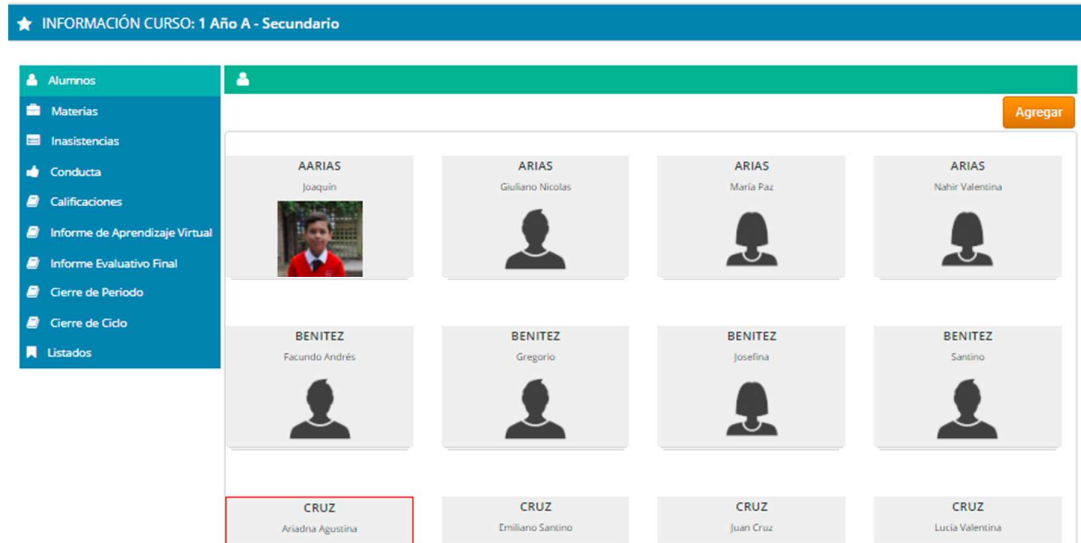 INFORMACIÓN CURSO: 1 Año A - Secundario
Alumnos
Materias
Inasistencias
Conducta
Calificaciones
Informe de Aprendizaje Virtual
Informe Evaluativo Final
Cierre de Periodo
Cierre de Ciclo
Listados
Agregar
AARIAS
Joaquín
ARIAS
Giuliano Nicolas
ARIAS
María Paz
ARIAS
Nahir Valentina
BENITEZ
Facundo Andrés
BENITEZ
Gregorio
BENITEZ
Josefina
BENITEZ
Santino
CRUZ
Ariadna Agustina
CRUZ
Emiliano Santino
CRUZ
Juan Cruz
CRUZ
Lucía Valentina